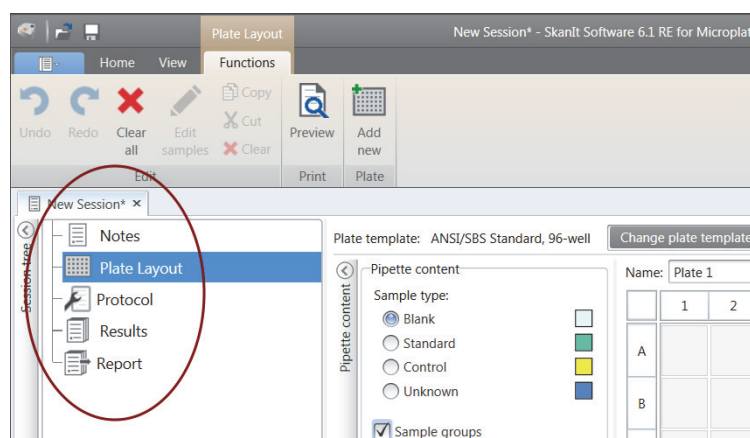 Plate Layout
New Session* - SkanIt Software 6.1 RE for Microplat
Home View Functions
Undo Redo Clear all Edit samples Copy Cut Clear Preview Add new
Edit Print Plate
New Session* ×
Session tree
Notes
Plate Layout
Protocol
Results
Report
Plate template: ANSI/SBS Standard, 96-well Change plate template
Pipette content
Pipette content
Sample type:
Blank
Standard
Control
Unknown
Sample groups
Name: Plate 1
1 2
A
B